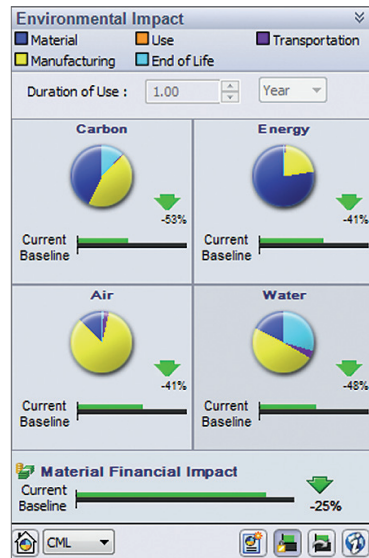 Environmental Impact
Material Use Transportation
Manufacturing End of Life
Duration of Use : 1.00 Year
Carbon Energy
-53% -41%
Current Current
Baseline Baseline
Air Water
-41% -48%
Current Current
Baseline Baseline
Material Financial Impact
Current
Baseline -25%
CML